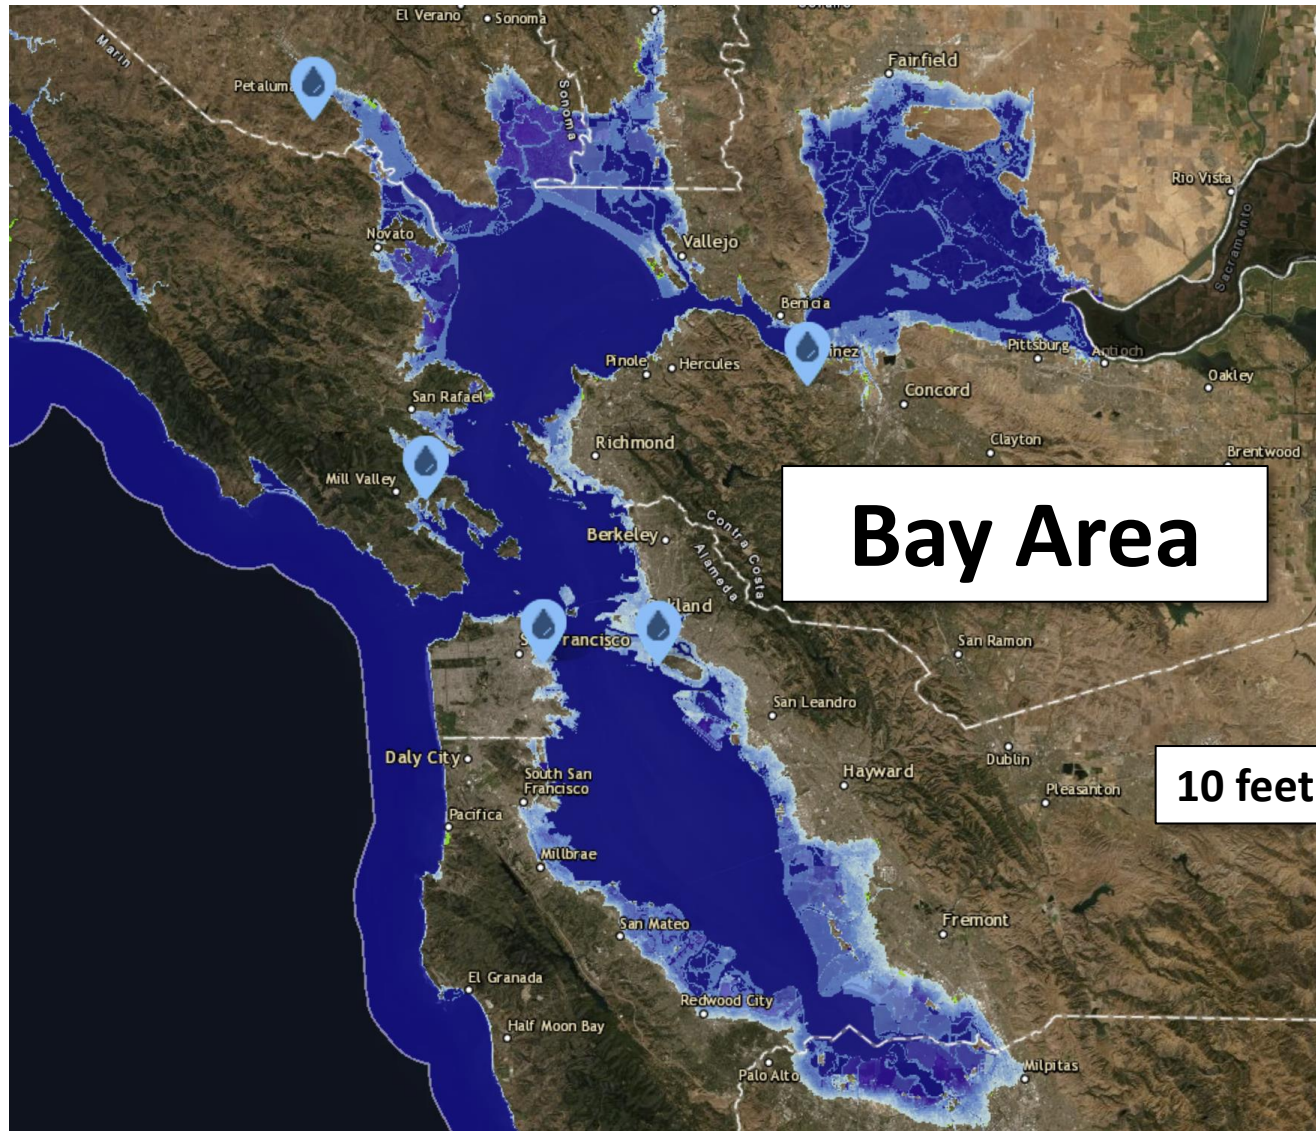 El Verano
Sonoma
Marin
Fairfield
Sonoma
Rio Vista
Sacramento
Novato
Vallejo
Benicia
Pinole
Hercules
Pittsburg
Antioch
Oakley
San Rafael
Concord
Richmond
Clayton
Brentwood
Mill Valley
Bay Area
Berkeley
Contra Costa
Alameda
San Ramon
San Leandro
Daly City
Dublin
Hayward
South San
Francisco
Pleasanton
10 feet
Pacifica
Millbrae
San Mateo
Fremont
El Granada
Redwood City
Half Moon Bay
Palo Alto
Milpitas